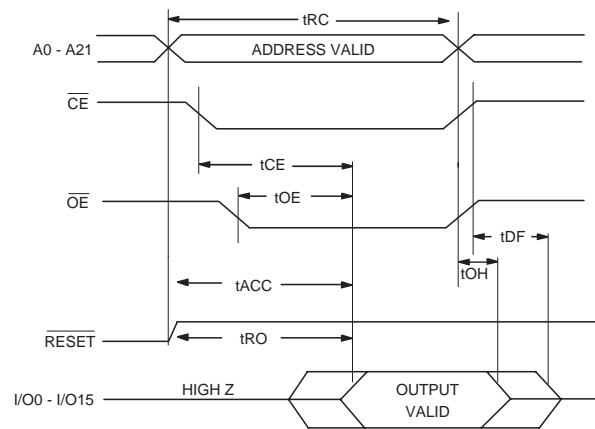 tRC
A0 - A21
ADDRESS VALID
CE
tCE
tOE
OE
tDF
tOH
tACC
RESET
tRO
HIGH Z
I/O0 - I/O15
OUTPUT
VALID